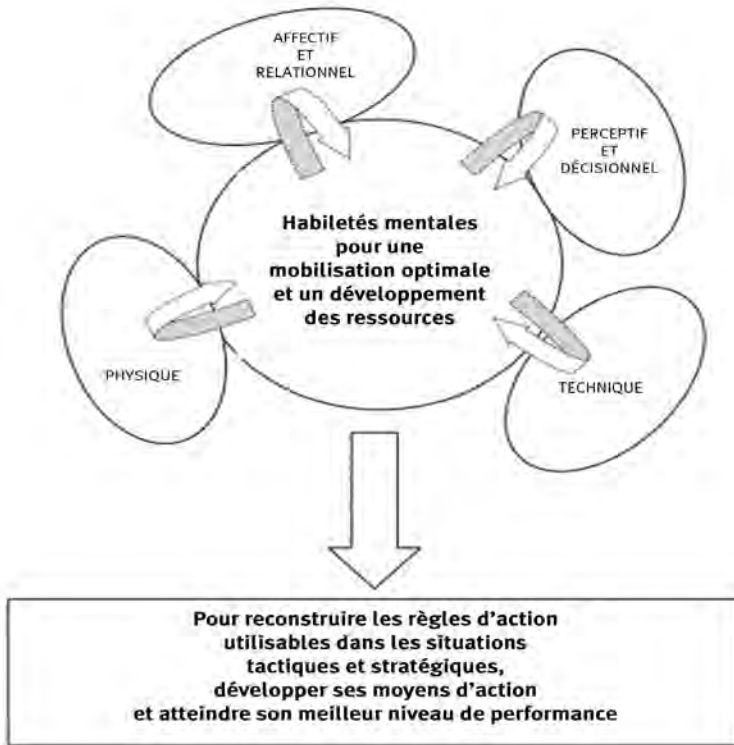 AFFECTIF
ET
RELATIONNEL
PERCEPTIF
ET
DÉCISIONNEL
Habiletés mentales
pour une
mobilisation optimale
et un développement
des ressources
PHYSIQUE
TECHNIQUE
Pour reconstruire les règles d'action
utilisables dans les situations
tactiques et stratégiques,
développer ses moyens d'action
et atteindre son meilleur niveau de performance